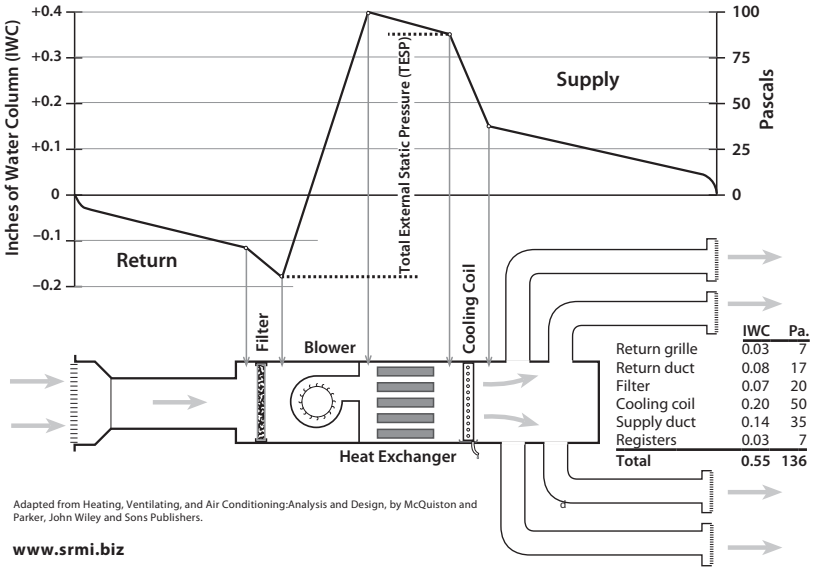 Inches of Water Column (IWC)
+0.4
+0.3
+0.2
+0.1
0
–0.1
–0.2
100
75
50
25
0
Pascals
Total External Static Pressure (TESP)
Supply
Return
Filter
Blower
Cooling Coil
Heat Exchanger
d
IWC Pa.
Return grille 0.03 7
Return duct 0.08 17
Filter 0.07 20
Cooling coil 0.20 50
Supply duct 0.14 35
Registers 0.03 7
Total 0.55 136
Adapted from Heating, Ventilating, and Air Conditioning:Analysis and Design, by McQuiston and
Parker, John Wiley and Sons Publishers.
www.srmi.biz